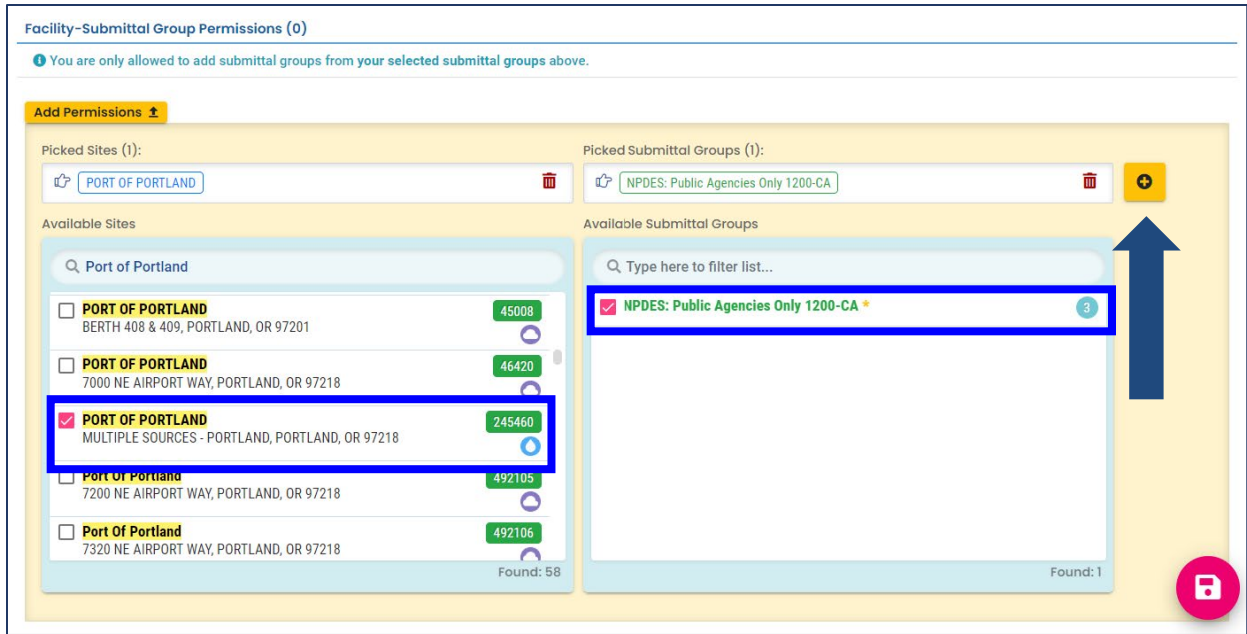 Facility-Submittal Group Permissions (0)
You are only allowed to add submittal groups from your selected submittal groups above.
Add Permissions
Picked Sites (1):
PORT OF PORTLAND
Picked Submittal Groups (1):
NPDES: Public Agencies Only 1200-CA
Available Sites
Port of Portland
PORT OF PORTLAND 45008
BERTH 408 & 409, PORTLAND, OR 97201
PORT OF PORTLAND 46420
7000 NE AIRPORT WAY, PORTLAND, OR 97218
PORT OF PORTLAND 245460
MULTIPLE SOURCES - PORTLAND, PORTLAND, OR 97218
Port Of Portland 492105
7200 NE AIRPORT WAY, PORTLAND, OR 97218
Port Of Portland 492106
7320 NE AIRPORT WAY, PORTLAND, OR 97218
Found: 58
Available Submittal Groups
Type here to filter list...
NPDES: Public Agencies Only 1200-CA * 3
Found: 1